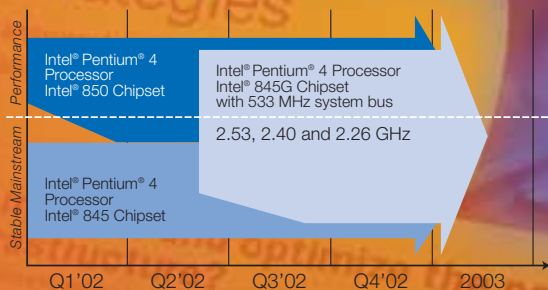 Performance
Intel® Pentium® 4
Processor
Intel® 850 Chipset
Intel® Pentium® 4 Processor
Intel® 845G Chipset
with 533 MHz system bus
2.53, 2.40 and 2.26 GHz
Stable Mainstream
Intel® Pentium® 4
Processor
Intel® 845 Chipset
Q1'02 Q2'02 Q3'02 Q4'02 2003